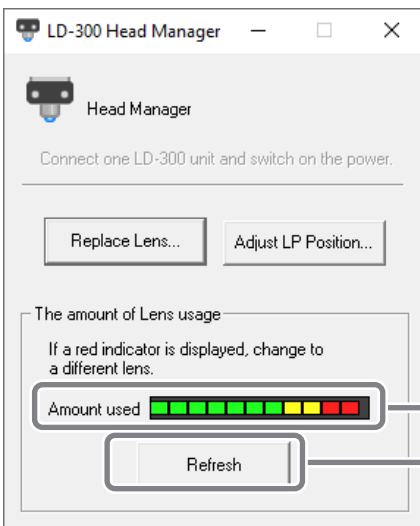 LD-300 Head Manager
Head Manager
Connect one LD-300 unit and switch on the power.
Replace Lens...
Adjust LP Position...
The amount of Lens usage
If a red indicator is displayed, change to
a different lens.
Amount used
Refresh